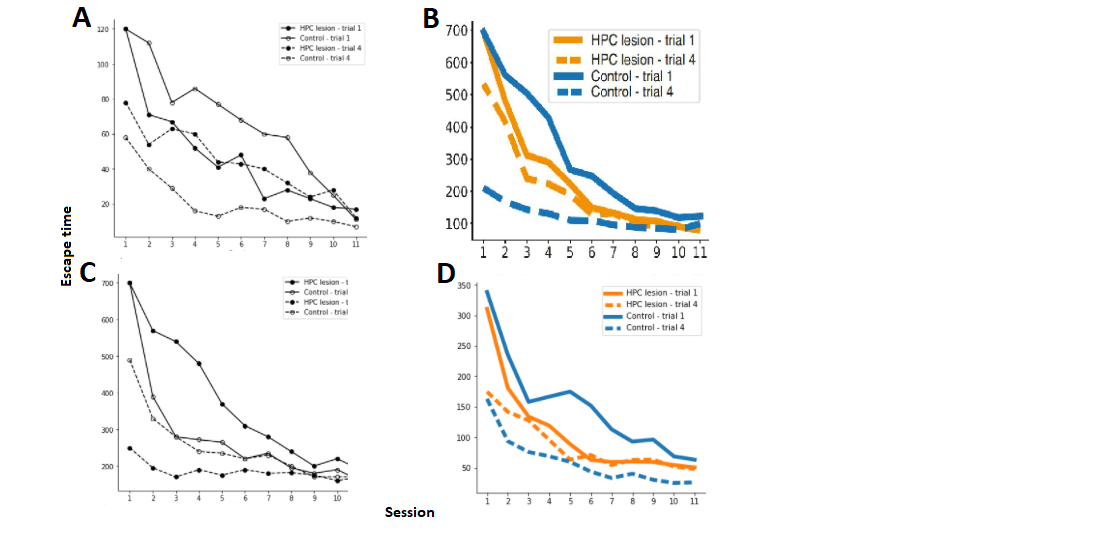 A
120
100
80
60
40
20
1 2 3 4 5 6 7 8 9 10 11
HPC lesion - trial 1
Control - trial 1
HPC lesion - trial 4
Control - trial 4
B
700
600
500
400
300
200
100
1 2 3 4 5 6 7 8 9 10 11
HPC lesion - trial 1
HPC lesion - trial 4
Control - trial 1
Control - trial 4
Escape time
C
700
600
500
400
300
200
1 2 3 4 5 6 7 8 9 10
HPC lesion - t
Control - trial
HPC lesion - t
Control - trial
D
350
300
250
200
150
100
50
1 2 3 4 5 6 7 8 9 10 11
HPC lesion - trial 1
HPC lesion - trial 4
Control - trial 1
Control - trial 4
Session